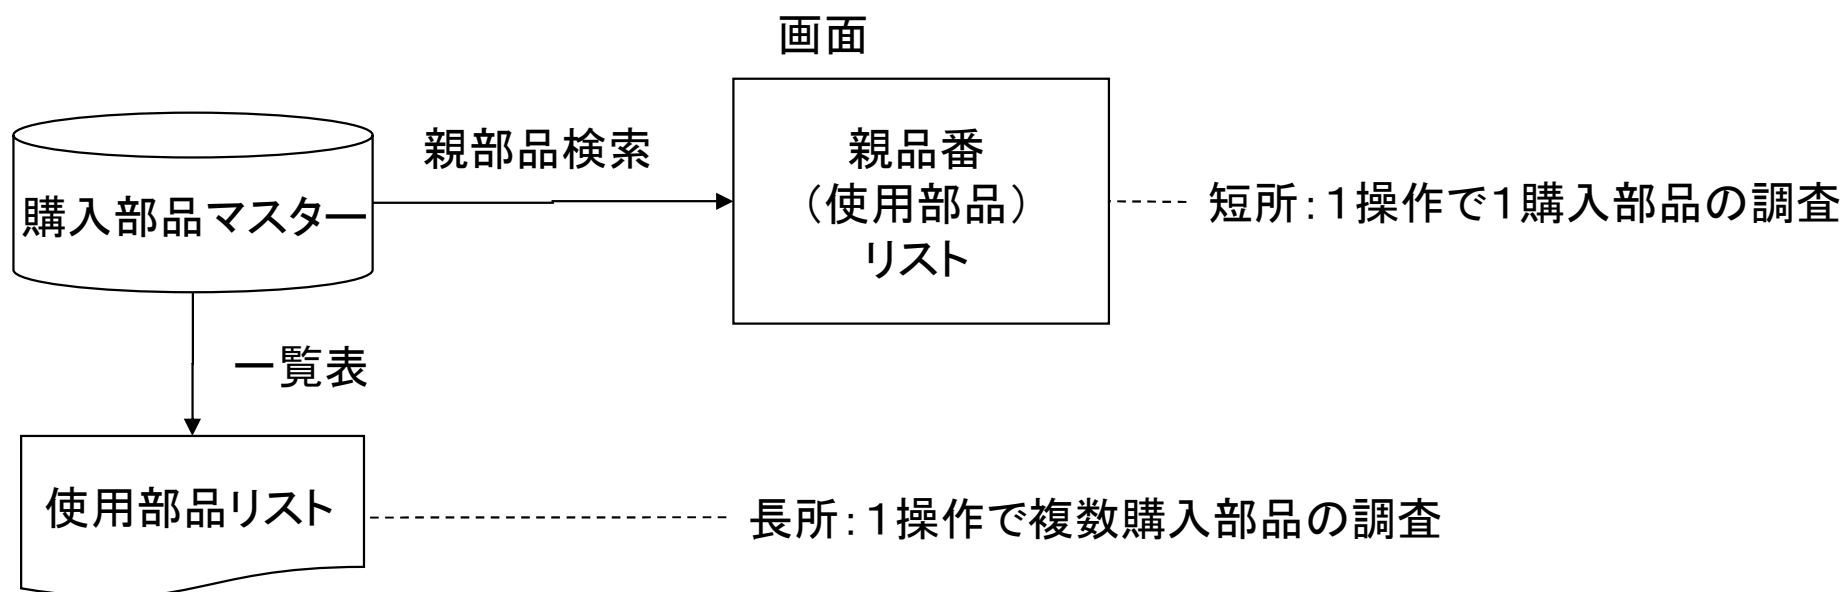 画面
親部品検索
親品番
（使用部品）
リスト
購入部品マスター
短所：１操作で１購入部品の調査
一覧表
使用部品リスト
長所：１操作で複数購入部品の調査